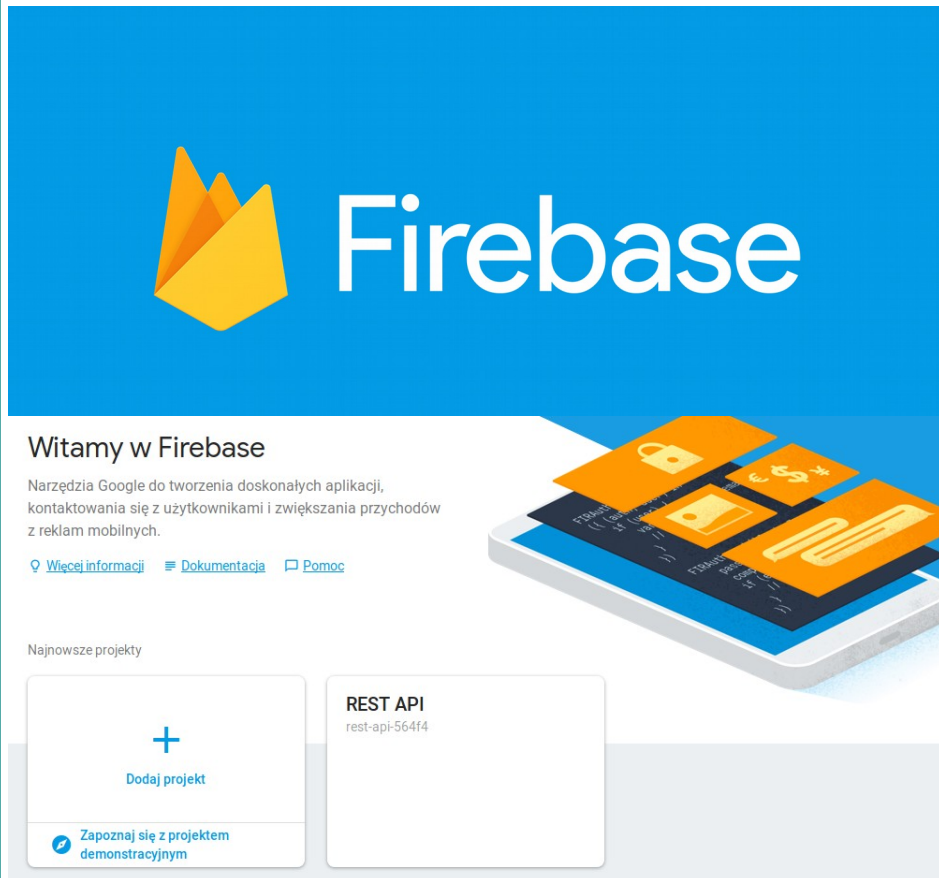 Firebase
Witamy w Firebase
Narzędzia Google do tworzenia doskonałych aplikacji,
kontaktowania się z użytkownikami i zwiększania przychodów
z reklam mobilnych.
Więcej informacji Dokumentacja Pomoc
Najnowsze projekty
Dodaj projekt
Zapoznaj się z projektem
demonstracyjnym
REST API
rest-api-564f4